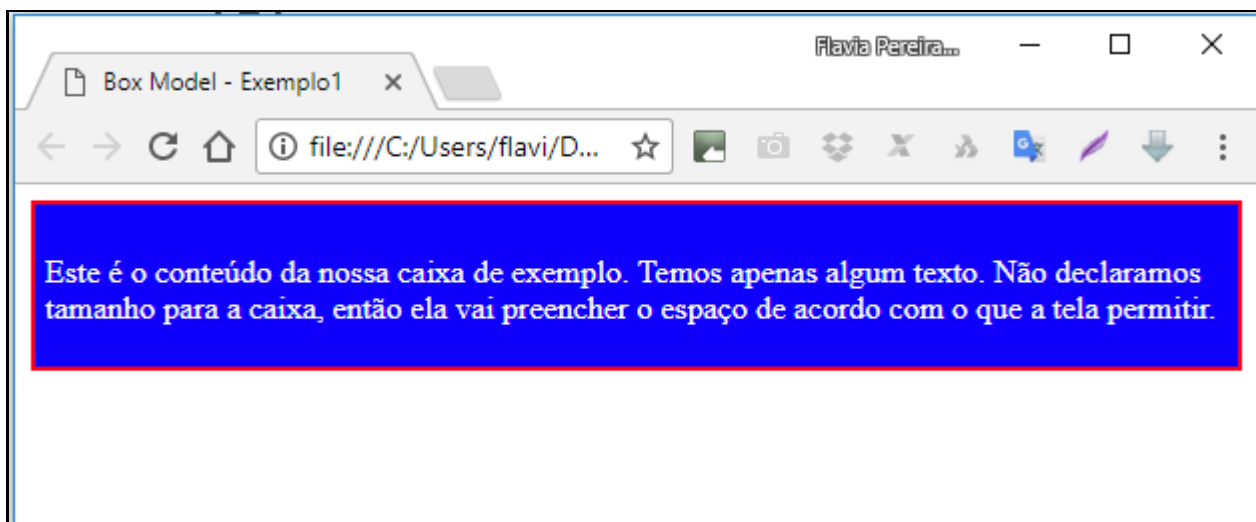 Flavia Pereira...
Box Model - Exemplo1
file:///C:/Users/flavi/D...
Este é o conteúdo da nossa caixa de exemplo. Temos apenas algum texto. Não declaramos
tamanho para a caixa, então ela vai preencher o espaço de acordo com o que a tela permitir.